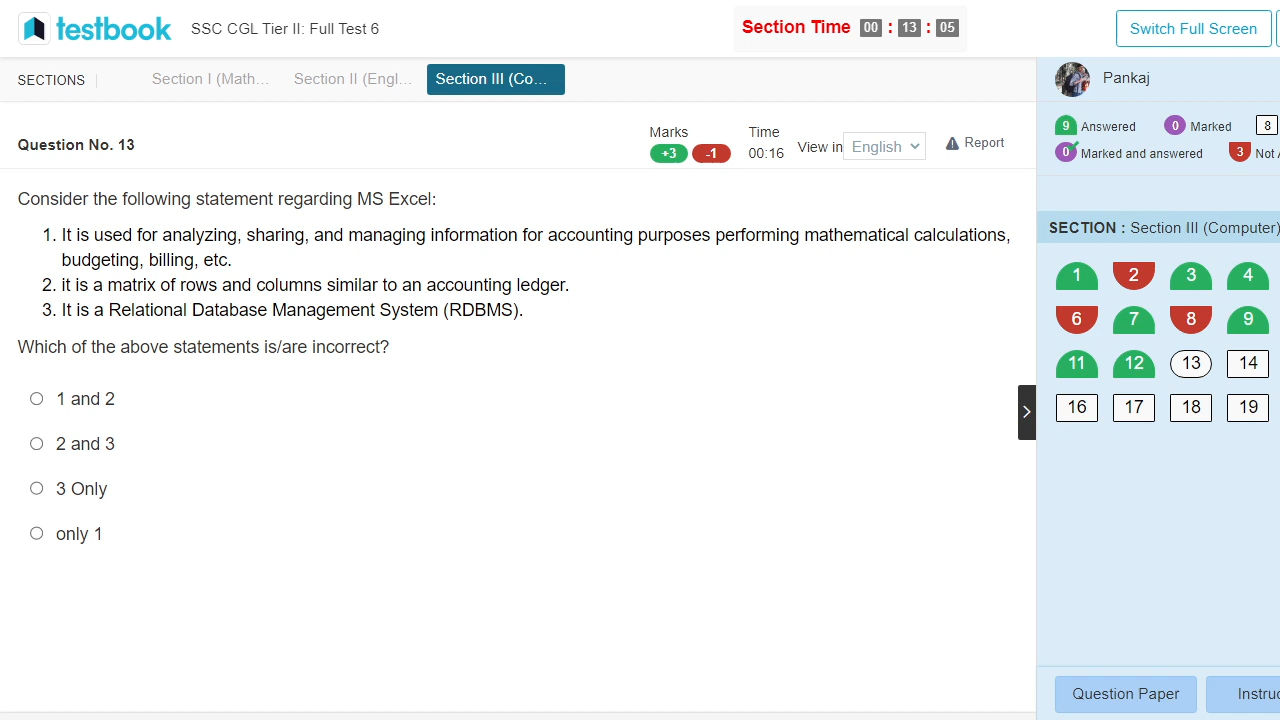 testbook SSC CGL Tier II: Full Test 6 Section Time 00 : 13 : 05 Switch Full Screen
SECTIONS Section I (Math... Section II (Engl... Section III (Co... Pankaj
Question No. 13 Marks +3 -1 Time 00:16 View in English Report
9 Answered 0 Marked 8
0 Marked and answered 3 Not
Consider the following statement regarding MS Excel:
1. It is used for analyzing, sharing, and managing information for accounting purposes performing mathematical calculations,
budgeting, billing, etc.
2. it is a matrix of rows and columns similar to an accounting ledger.
3. It is a Relational Database Management System (RDBMS).
Which of the above statements is/are incorrect?
1 and 2
2 and 3
3 Only
only 1
SECTION : Section III (Computer)
1 2 3 4
6 7 8 9
11 12 13 14
16 17 18 19
Question Paper Instruc